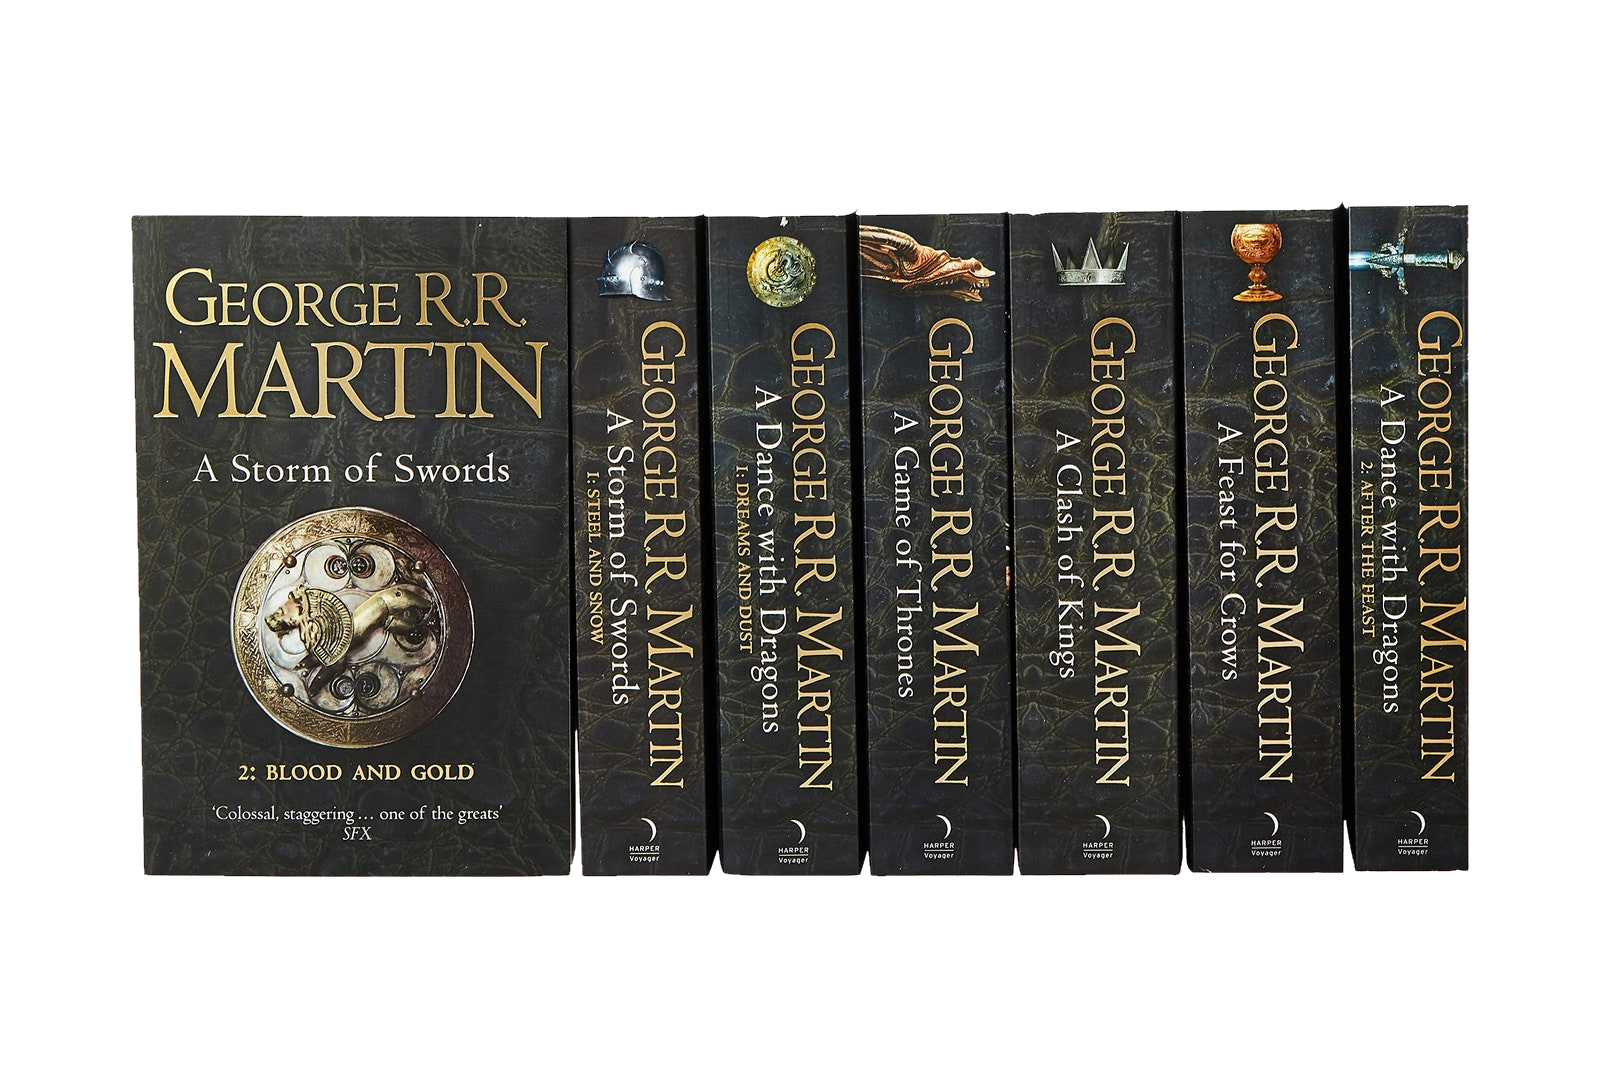 GEORGE R.R.
MARTIN
A Storm of Swords
2: BLOOD AND GOLD
‘Colossal, staggering ... one of the greats’
SFX
GEORGE R.R. MARTIN
A Storm of Swords
1: STEEL AND SNOW
HARPER
Voyager
GEORGE R.R. MARTIN
A Dance with Dragons
1: DREAMS AND DUST
HARPER
Voyager
GEORGE R.R. MARTIN
A Game of Thrones
HARPER
Voyager
GEORGE R.R. MARTIN
A Clash of Kings
HARPER
Voyager
GEORGE R.R. MARTIN
A Feast for Crows
HARPER
Voyager
GEORGE R.R. MARTIN
A Dance with Dragons
2: AFTER THE FEAST
HARPER
Voyager